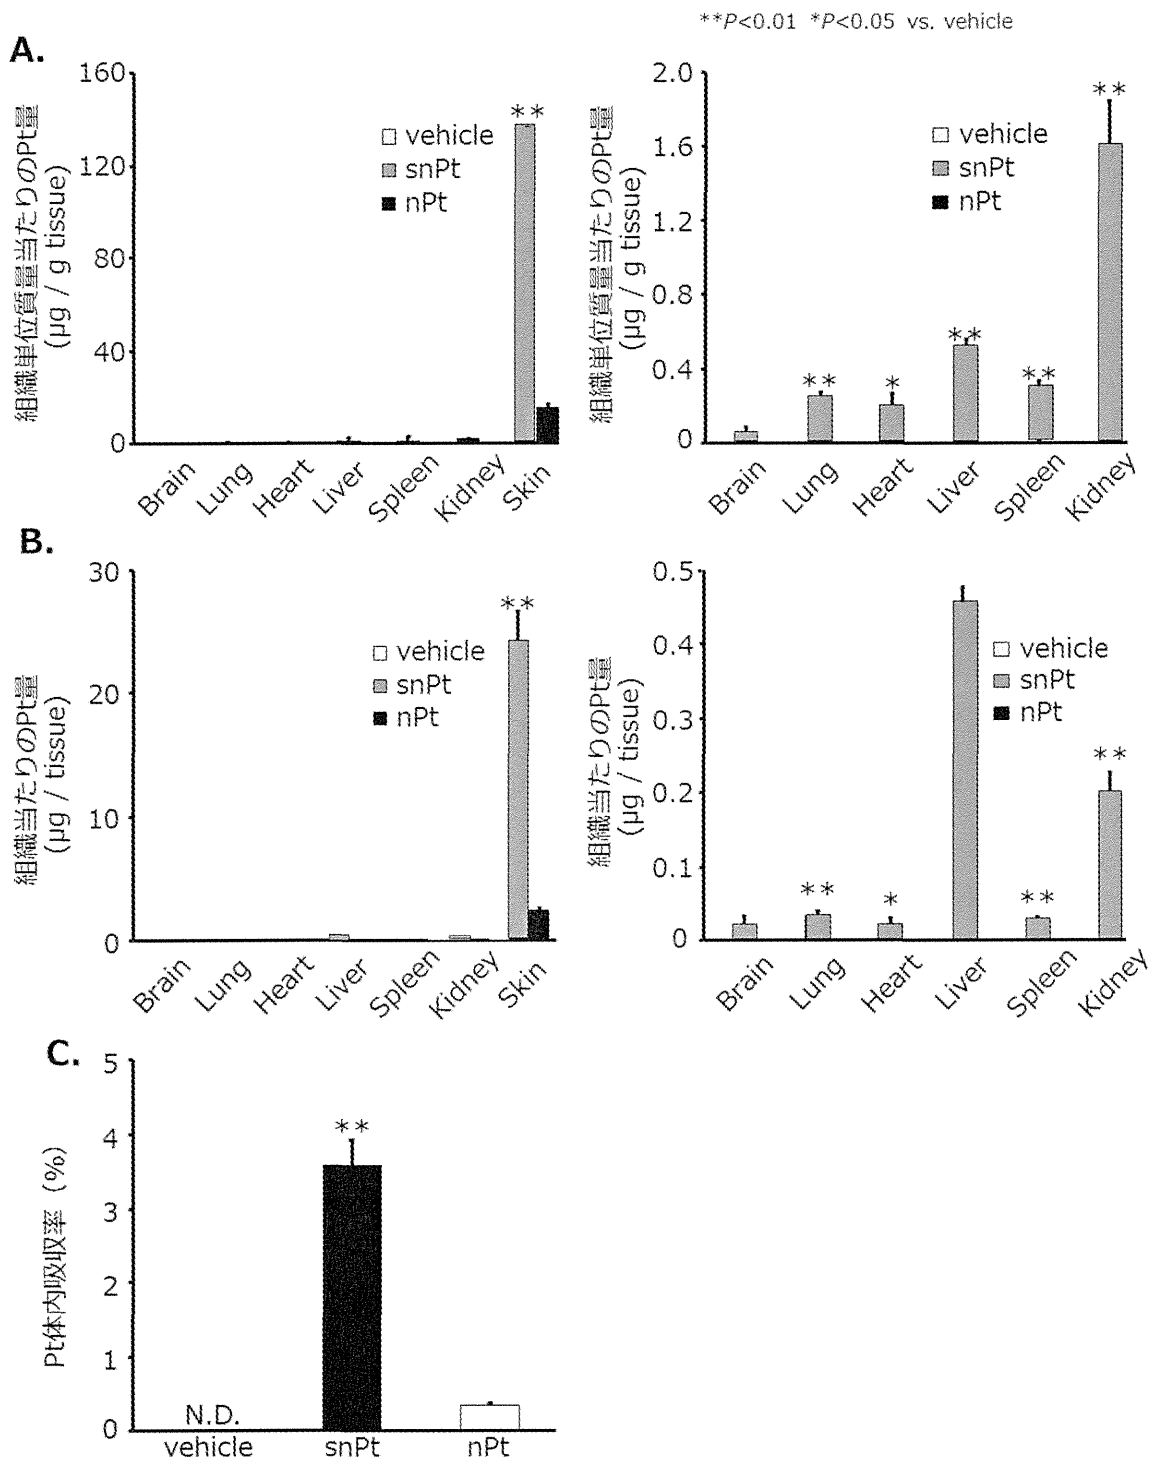 **P<0.01 *P<0.05 vs. vehicle
A.
組織単位質量当たりのPt量
(μg / g tissue)
160
120
80
40
0
**
vehicle
snPt
nPt
Brain
Lung
Heart
Liver
Spleen
Kidney
Skin
組織単位質量当たりのPt量
(μg / g tissue)
2.0
1.6
1.2
0.8
0.4
0
vehicle
snPt
nPt
**
*
**
**
**
Brain
Lung
Heart
Liver
Spleen
Kidney
B.
組織当たりのPt量
(μg / tissue)
30
20
10
0
**
vehicle
snPt
nPt
Brain
Lung
Heart
Liver
Spleen
Kidney
Skin
組織当たりのPt量
(μg / tissue)
0.5
0.4
0.3
0.2
0.1
0
vehicle
snPt
nPt
**
*
**
**
Brain
Lung
Heart
Liver
Spleen
Kidney
C.
Pt体内吸収率 (%)
5
4
3
2
1
0
N.D.
**
vehicle
snPt
nPt